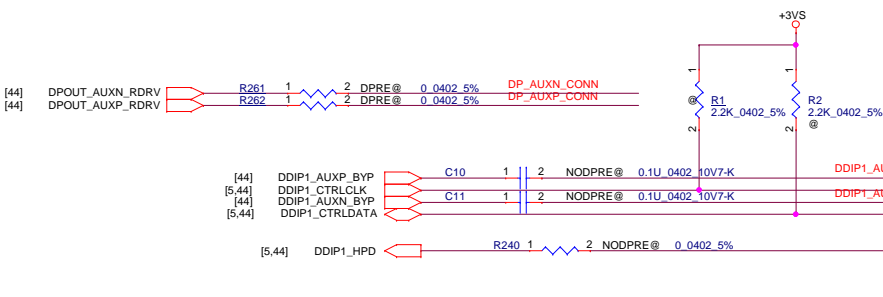 +3VS
[44] DPOUT_AUXN_RDRV R261 1 2 DPRE@ 0_0402_5% DP_AUXN_CONN
[44] DPOUT_AUXP_RDRV R262 1 2 DPRE@ 0_0402_5% DP_AUXP_CONN
1 1
@ R1 R2
2.2K_0402_5% 2.2K_0402_5%
2 2 @
[44] DDIP1_AUXP_BYP C10 1 2 NODPRE@ 0.1U_0402_10V7-K DDIP1_AU
[5,44] DDIP1_CTRLCLK
[44] DDIP1_AUXN_BYP C11 1 2 NODPRE@ 0.1U_0402_10V7-K DDIP1_AU
[5,44] DDIP1_CTRLDATA
[5,44] DDIP1_HPD R240 1 2 NODPRE@ 0_0402_5%